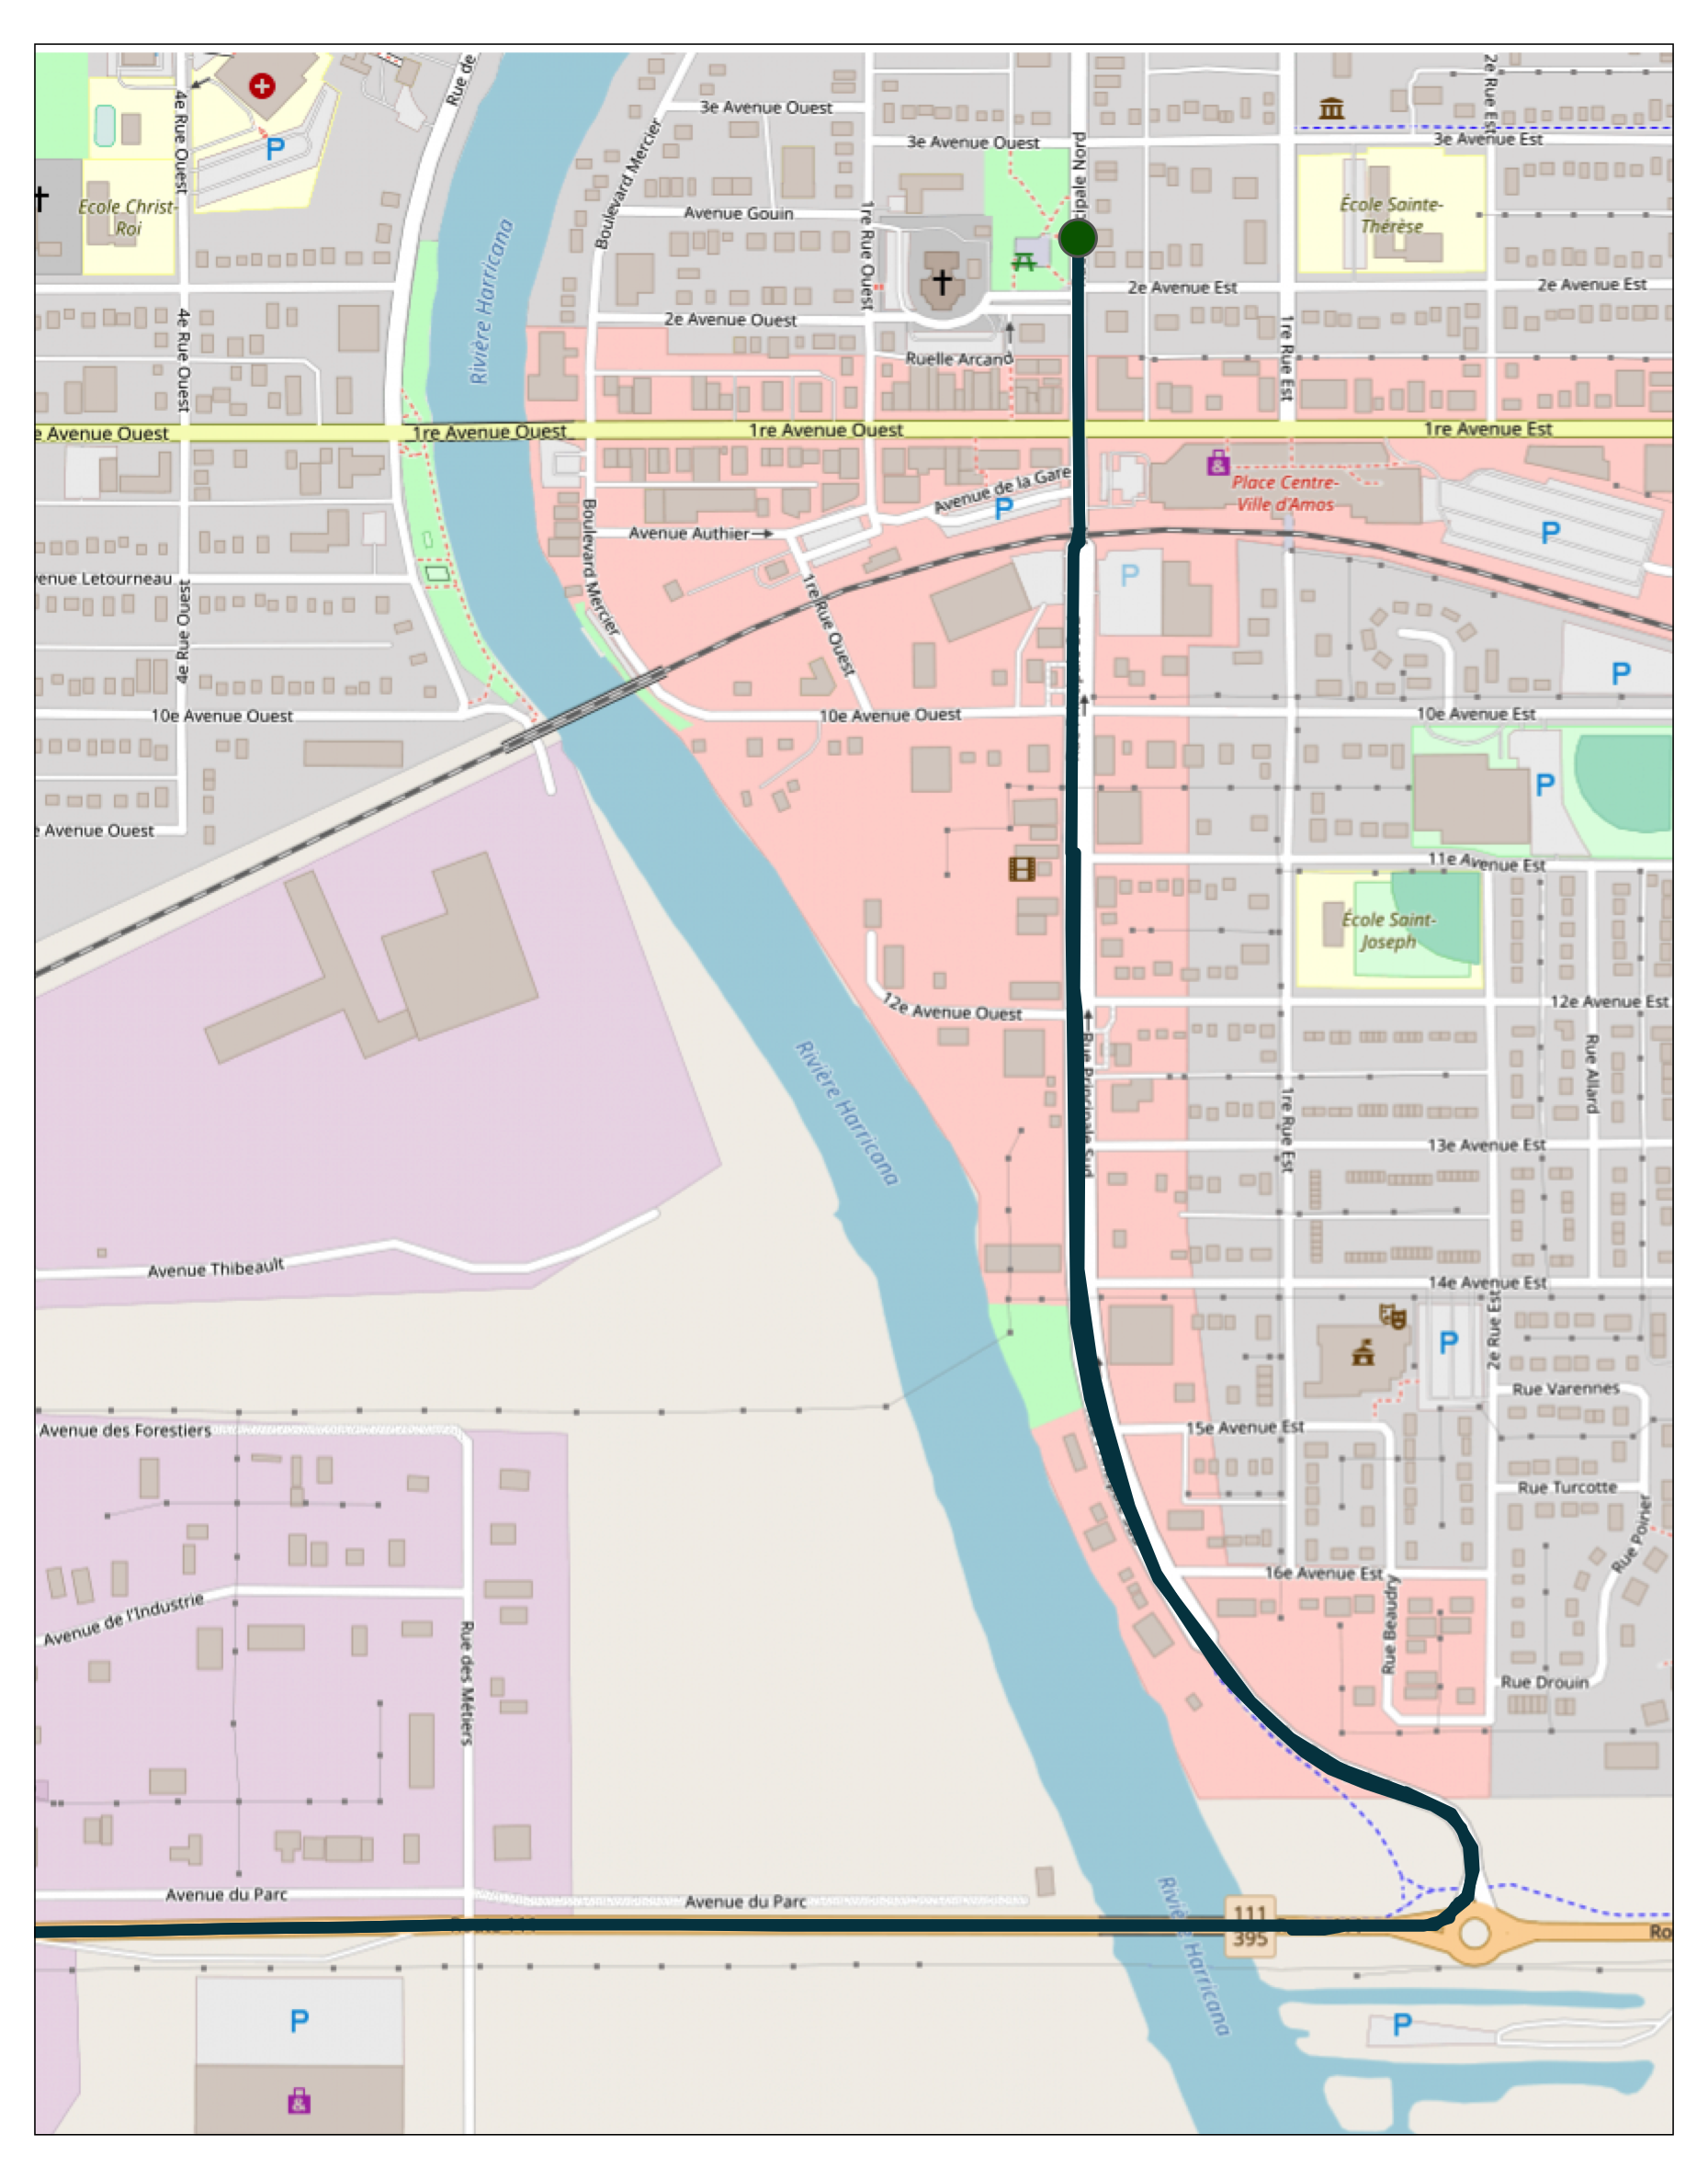 Rue de
2e Rue Est
3e Avenue Ouest
4e Rue Ouest
3e Avenue Ouest
3e Avenue Est
Boulevard Mercier
P
École Christ-
Roi
Avenue Gouin
1re Rue Ouest
École Sainte-
Thérèse
Rivière Harricana
2e Avenue Est
2e Avenue Est
2e Avenue Ouest
4e Rue Ouest
1re Rue Est
Ruelle Arcand
e Avenue Ouest
1re Avenue Ouest
1re Avenue Ouest
1re Avenue Est
Avenue de la Gare
Place Centre-
Ville d'Amos
P
P
Avenue Authier
Boulevard Mercier
venue Letourneau
P
1re Rue Ouest
4e Rue Ouest
P
10e Avenue Ouest
10e Avenue Ouest
10e Avenue Est
P
e Avenue Ouest
11e Avenue Est
École Saint-
Joseph
12e Avenue Ouest
12e Avenue Est
Rue Principale Sud
Rue Allard
Rivière Harricana
1re Rue Est
13e Avenue Est
Avenue Thibeault
14e Avenue Est
2e Rue Est
P
Rue Varennes
Avenue des Forestiers
15e Avenue Est
Rue Turcotte
Rue Poirier
16e Avenue Est
Avenue de l'Industrie
Rue Beaudry
Rue des Métiers
Rue Drouin
Avenue du Parc
Avenue du Parc
111
395
Ro
Rivière Harricana
P
P